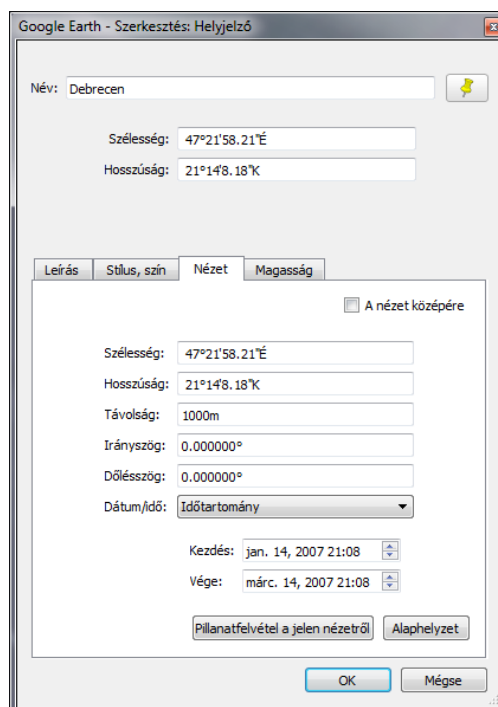 Google Earth - Szerkesztés: Helyjelző
Név: Debrecen
Szélesség: 47°21'58.21"É
Hosszúság: 21°14'8.18"K
Leírás Stílus, szín Nézet Magasság
A nézet középére
Szélesség: 47°21'58.21"É
Hosszúság: 21°14'8.18"K
Távolság: 1000m
Irányszög: 0.000000°
Dőlésszög: 0.000000°
Dátum/idő: Időtartomány
Kezdés: jan. 14, 2007 21:08
Vége: márc. 14, 2007 21:08
Pillanatfelvétel a jelen nézetről Alaphelyzet
OK Mégse